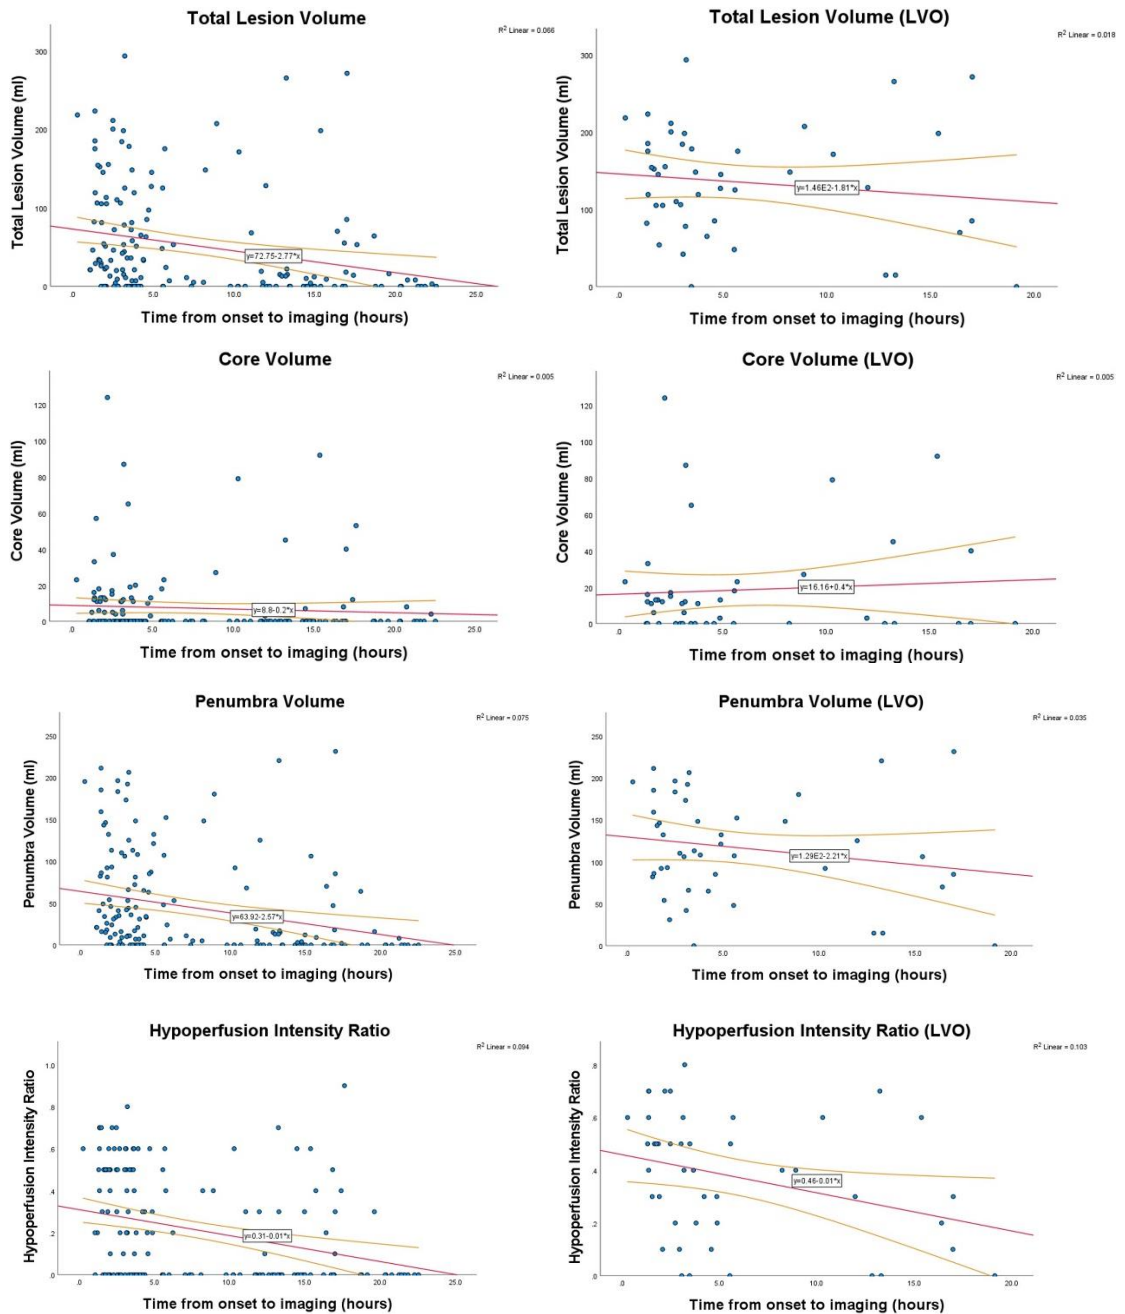 Total Lesion Volume
R2 Linear = 0.066
Total Lesion Volume (ml)
300
200
100
0
y=72.75-2.77*x
.0 5.0 10.0 15.0 20.0 25.0
Time from onset to imaging (hours)
Total Lesion Volume (LVO)
R2 Linear = 0.018
Total Lesion Volume (ml)
300
200
100
0
y=1.46E2-1.81*x
.0 5.0 10.0 15.0 20.0
Time from onset to imaging (hours)
Core Volume
R2 Linear = 0.005
Core Volume (ml)
120
100
80
60
40
20
0
y=8.8-0.2*x
.0 5.0 10.0 15.0 20.0 25.0
Time from onset to imaging (hours)
Core Volume (LVO)
R2 Linear = 0.005
Core Volume (ml)
120
100
80
60
40
20
0
y=16.16+0.4*x
.0 5.0 10.0 15.0 20.0
Time from onset to imaging (hours)
Penumbra Volume
R2 Linear = 0.075
Penumbra Volume (ml)
250
200
150
100
50
0
y=63.92-2.57*x
.0 5.0 10.0 15.0 20.0 25.0
Time from onset to imaging (hours)
Penumbra Volume (LVO)
R2 Linear = 0.035
Penumbra Volume (ml)
250
200
150
100
50
0
y=1.29E2-2.21*x
.0 5.0 10.0 15.0 20.0
Time from onset to imaging (hours)
Hypoperfusion Intensity Ratio
R2 Linear = 0.094
Hypoperfusion Intensity Ratio
1.0
.8
.6
.4
.2
.0
y=0.31-0.01*x
.0 5.0 10.0 15.0 20.0 25.0
Time from onset to imaging (hours)
Hypoperfusion Intensity Ratio (LVO)
R2 Linear = 0.103
Hypoperfusion Intensity Ratio
.8
.6
.4
.2
.0
y=0.46-0.01*x
.0 5.0 10.0 15.0 20.0
Time from onset to imaging (hours)